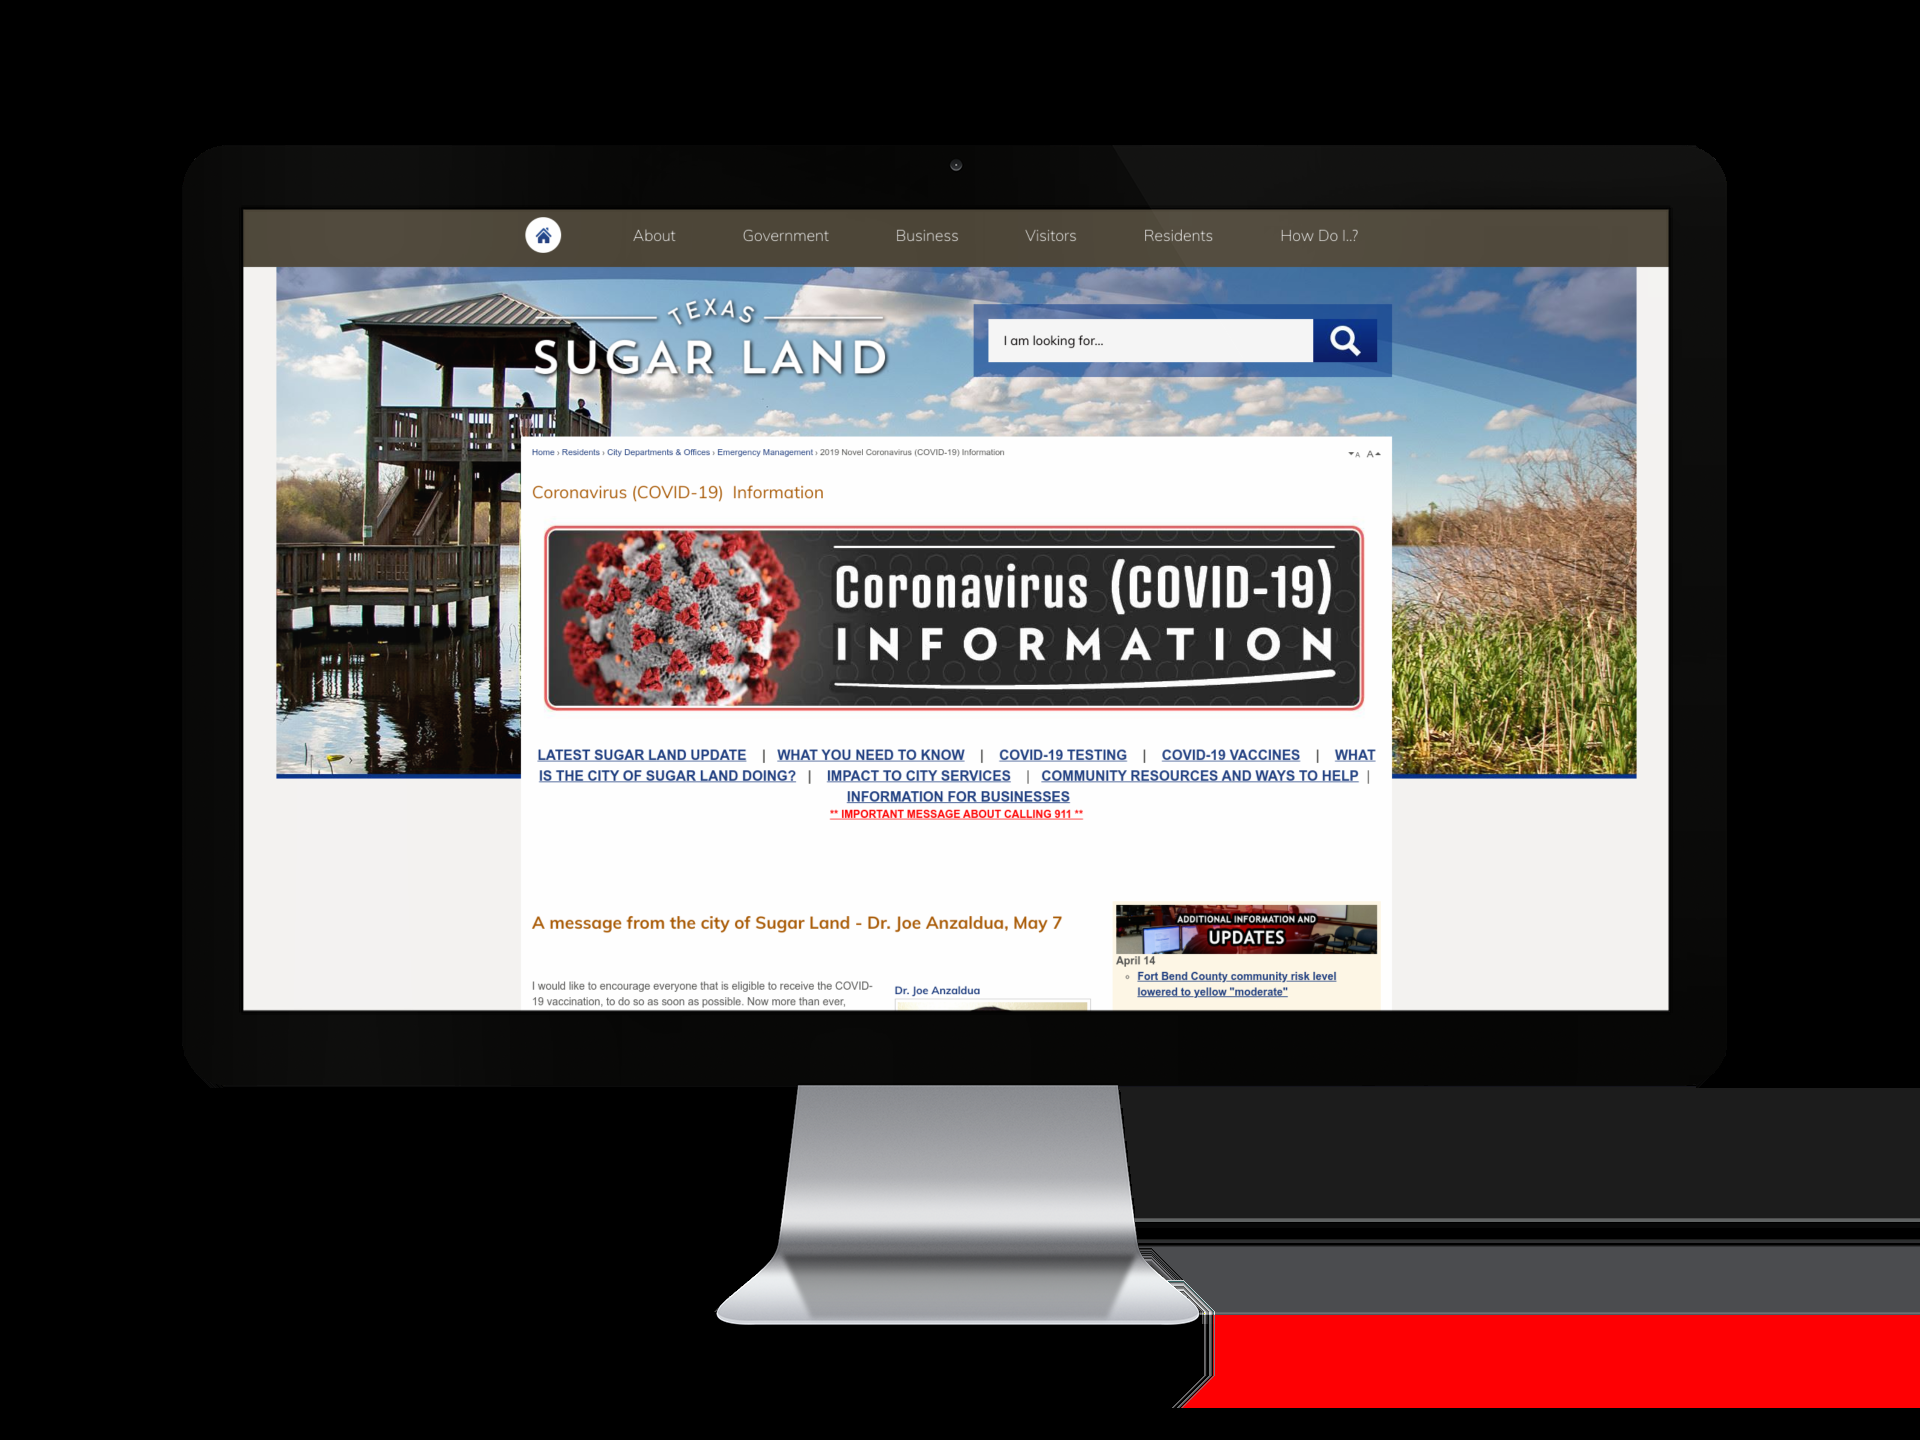 About Government Business Visitors Residents How Do I..?
TEXAS
SUGAR LAND
I am looking for...
Home › Residents › City Departments & Offices › Emergency Management › 2019 Novel Coronavirus (COVID-19) Information
A A
Coronavirus (COVID-19) Information
Coronavirus (COVID-19)
INFORMATION
LATEST SUGAR LAND UPDATE | WHAT YOU NEED TO KNOW | COVID-19 TESTING | COVID-19 VACCINES | WHAT
IS THE CITY OF SUGAR LAND DOING? | IMPACT TO CITY SERVICES | COMMUNITY RESOURCES AND WAYS TO HELP |
INFORMATION FOR BUSINESSES
** IMPORTANT MESSAGE ABOUT CALLING 911 **
A message from the city of Sugar Land - Dr. Joe Anzaldua, May 7
I would like to encourage everyone that is eligible to receive the COVID-
19 vaccination, to do so as soon as possible. Now more than ever,
Dr. Joe Anzaldua
ADDITIONAL INFORMATION AND
UPDATES
April 14
Fort Bend County community risk level
lowered to yellow "moderate"